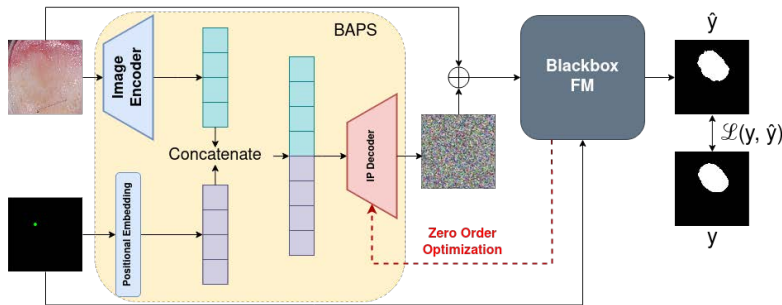 BAPS
ŷ
Image
Encoder
Blackbox
FM
ℒ(y, ŷ)
Concatenate
IP Decoder
Positional Embedding
Zero Order
Optimization
y